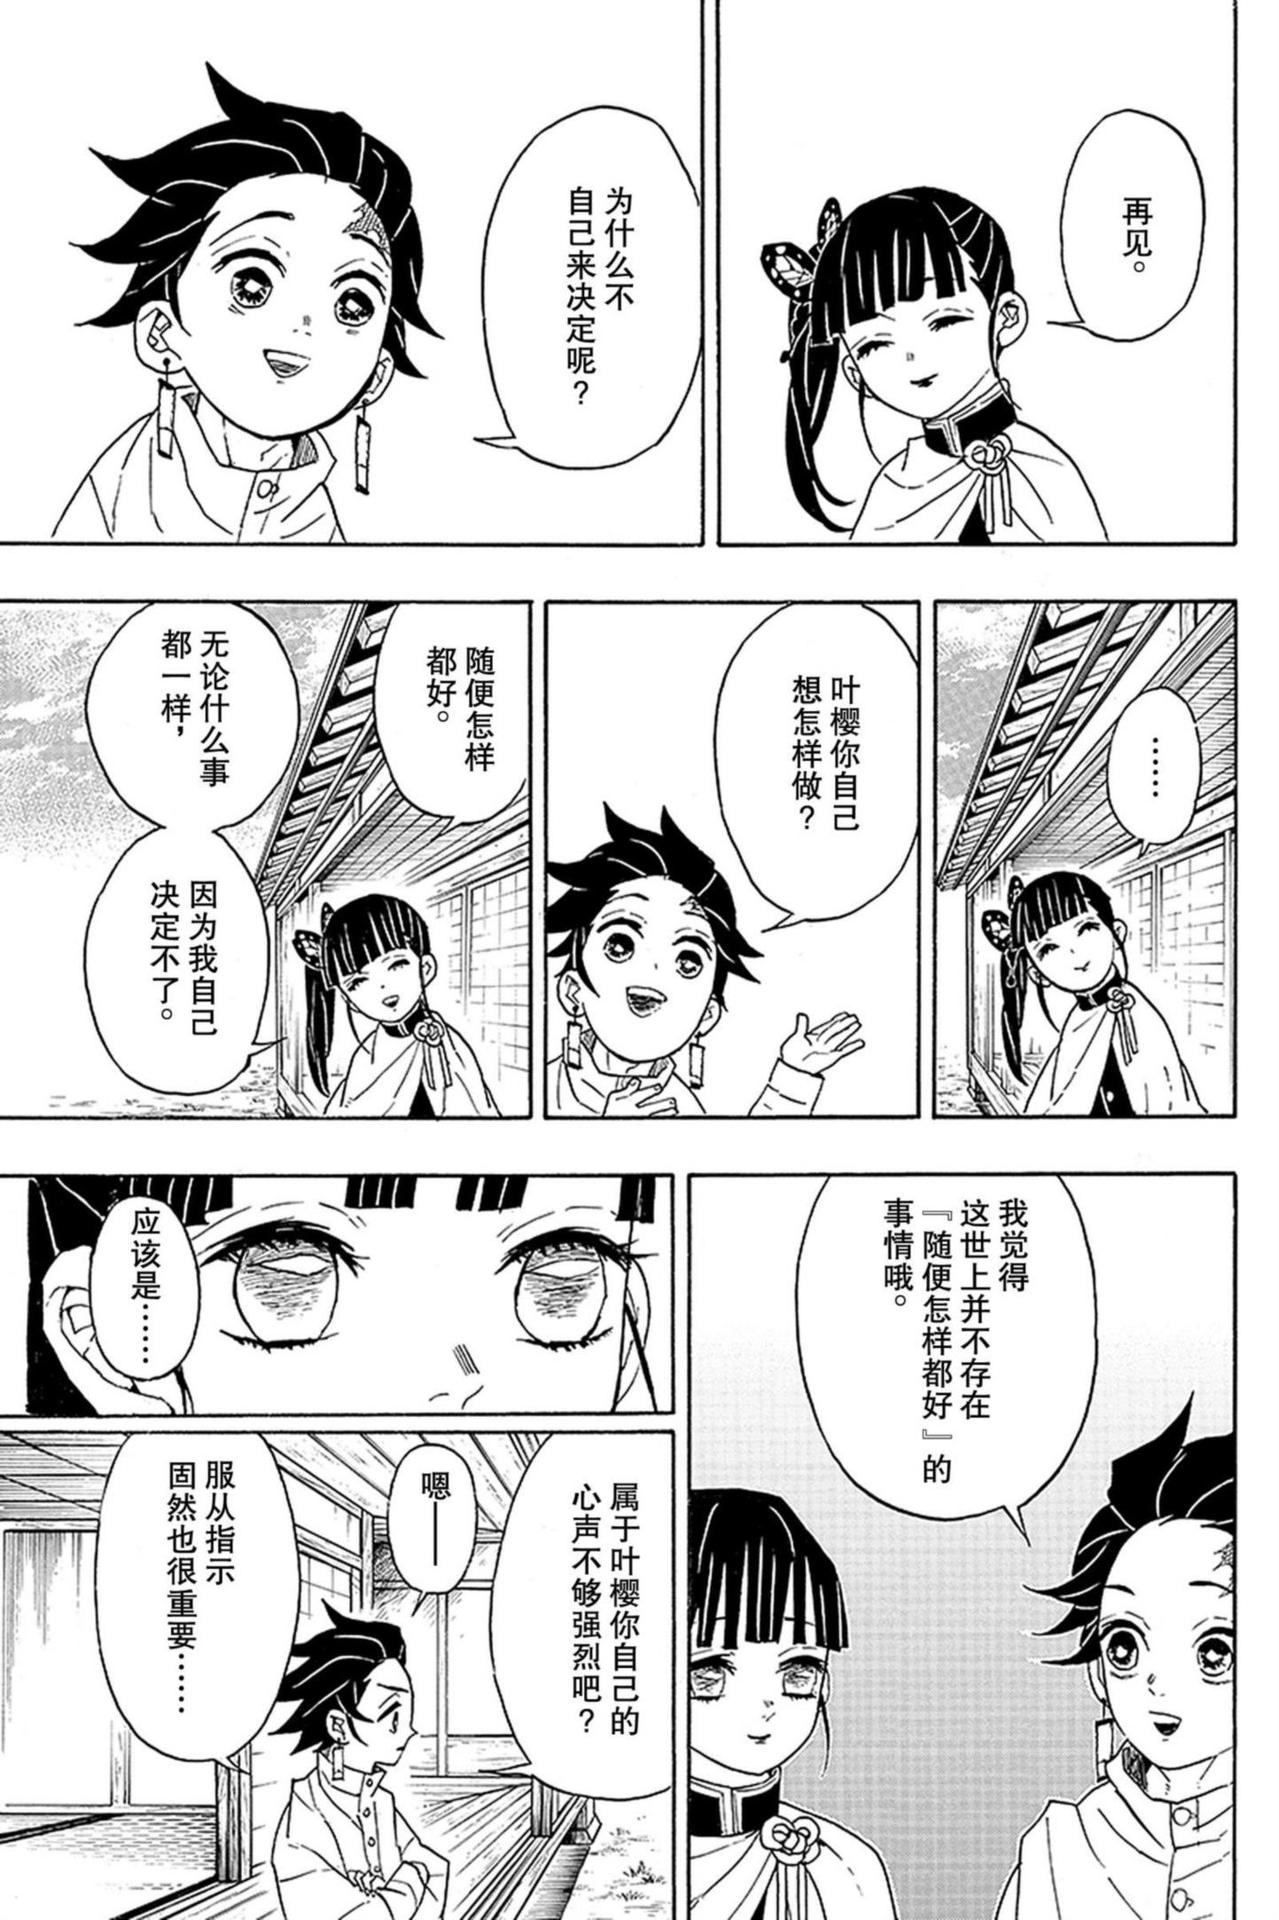 再见。
为什么不
自己来决定呢？
……
叶樱你自己
想怎样做？
随便怎样
都好。
无论什么事
都一样，
因为我自己
决定不了。
我觉得
这世上并不存在
『随便怎样都好』的
事情哦。
应该是……
属于叶樱你自己的
心声不够强烈吧？
嗯——
服从指示
固然也很重要……